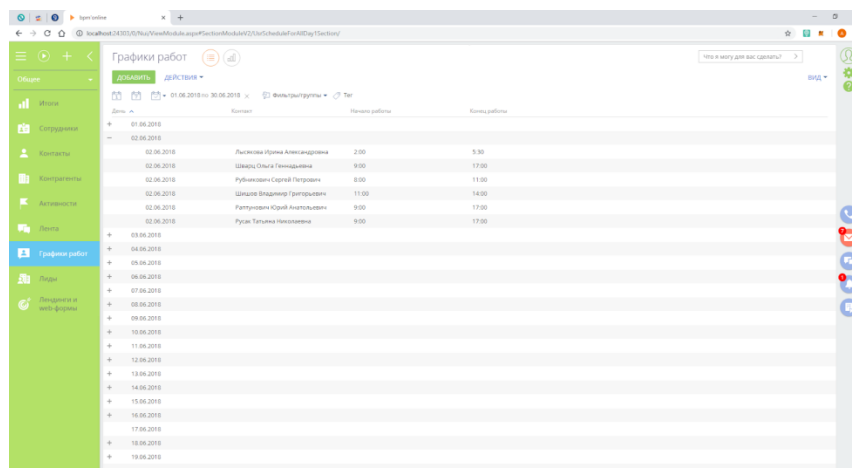 bpm'online
localhost:24303/0/Nui/ViewModule.aspx#SectionModuleV2/UsrScheduleForAllDay1Section/
Графики работ
Что я могу для вас сделать?
Общее
ДОБАВИТЬ ДЕЙСТВИЯ
ВИД
01.06.2018 по 30.06.2018 Фильтры/группы Тег
День Контакт Начало работы Конец работы
Итоги
Сотрудники
Контакты
Контрагенты
Активности
Лента
Графики работ
Лиды
Лендинги и
web-формы
+ 01.06.2018
− 02.06.2018
02.06.2018 Лысякова Ирина Александровна 2:00 5:30
02.06.2018 Шварц Ольга Геннадьевна 9:00 17:00
02.06.2018 Рубникович Сергей Петрович 8:00 11:00
02.06.2018 Шишов Владимир Григорьевич 11:00 14:00
02.06.2018 Раптунович Юрий Анатольевич 9:00 17:00
02.06.2018 Русак Татьяна Николаевна 9:00 17:00
+ 03.06.2018
+ 04.06.2018
+ 05.06.2018
+ 06.06.2018
+ 07.06.2018
+ 08.06.2018
+ 09.06.2018
+ 10.06.2018
+ 11.06.2018
+ 12.06.2018
+ 13.06.2018
+ 14.06.2018
+ 15.06.2018
+ 16.06.2018
17.06.2018
+ 18.06.2018
+ 19.06.2018